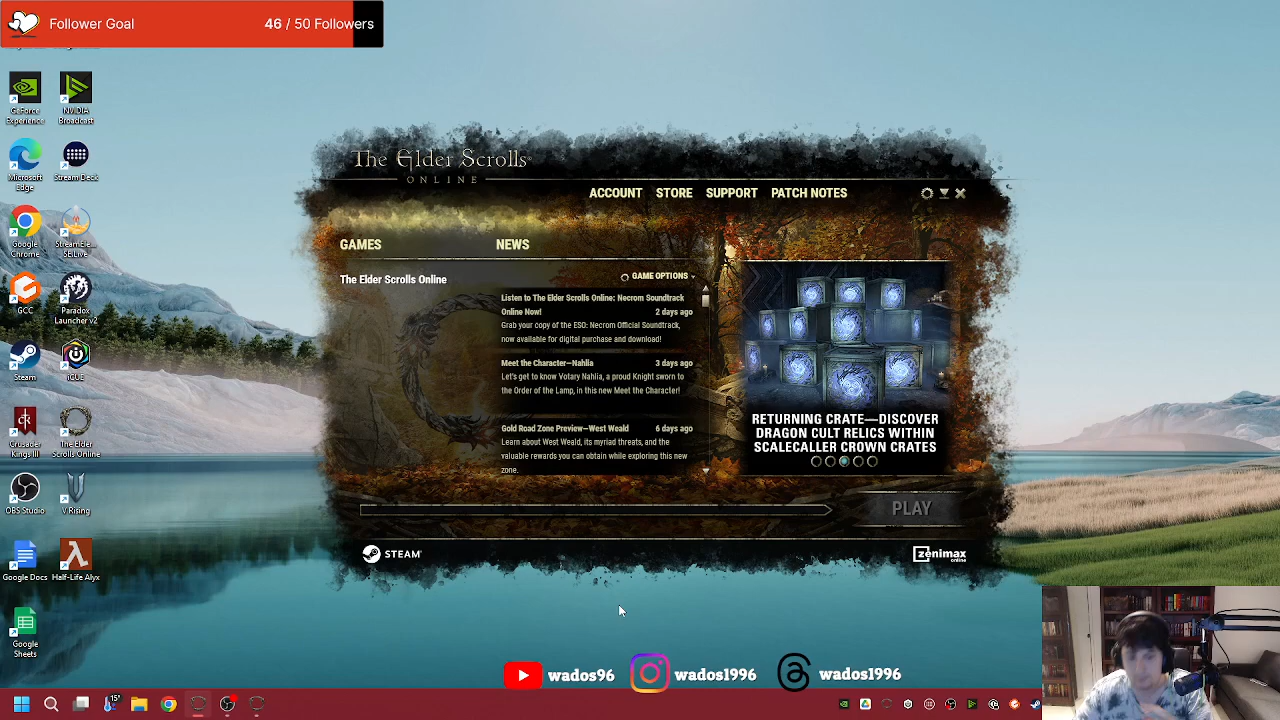 Follower Goal
46 / 50 Followers
GeForce
Experience
NVIDIA
Broadcast
Microsoft
Edge
Stream Deck
Google
Chrome
StreamEle...
SE.Live
GCC
Paradox
Launcher v2
Steam
iCUE
Crusader
Kings III
The Elder
Scrolls Online
OBS Studio
V Rising
Google Docs
Half-Life Alyx
Google
Sheets
The Elder Scrolls®
ONLINE
ACCOUNT
STORE
SUPPORT
PATCH NOTES
GAMES
NEWS
The Elder Scrolls Online
GAME OPTIONS
Listen to The Elder Scrolls Online: Necrom Soundtrack
Online Now!
2 days ago
Grab your copy of the ESO: Necrom Official Soundtrack,
now available for digital purchase and download!
Meet the Character—Nahlia
3 days ago
Let's get to know Votary Nahlia, a proud Knight sworn to
the Order of the Lamp, in this new Meet the Character!
Gold Road Zone Preview—West Weald
6 days ago
Learn about West Weald, its myriad threats, and the
valuable rewards you can obtain while exploring this new
zone.
RETURNING CRATE—DISCOVER
DRAGON CULT RELICS WITHIN
SCALECALLER CROWN CRATES
PLAY
STEAM
zenimax
online
wados96
wados1996
wados1996
15°